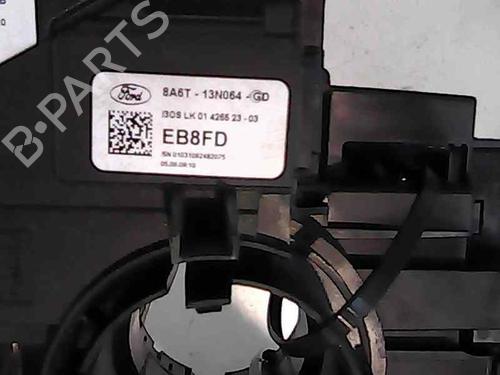 B-PARTS
Ford
8A6T - 13N064 - GD
I3OS LK 01 4265 23 - 03
EB8FD
SN 01031082482075
05.08.09 10